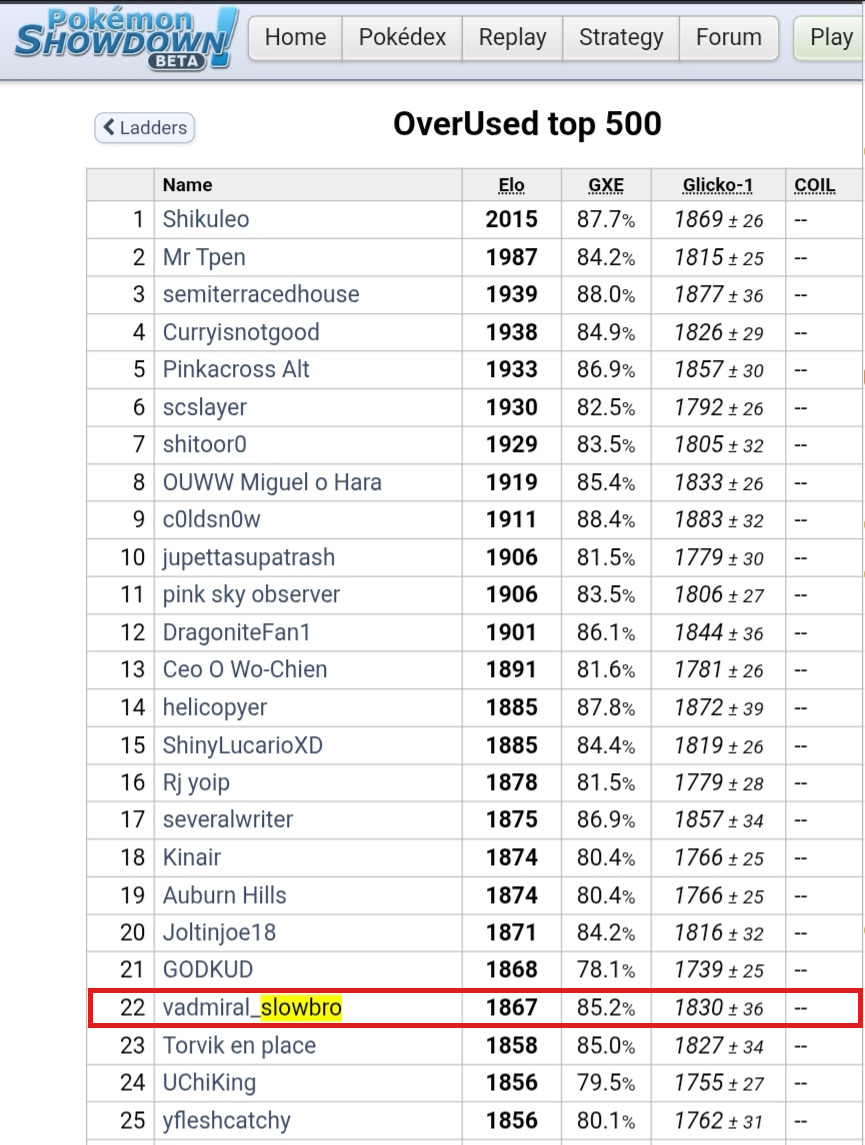 Pokémon
SHOWDOWN!
BETA
Home Pokédex Replay Strategy Forum Play
Ladders
OverUsed top 500
Name Elo GXE Glicko-1 COIL
1 Shikuleo 2015 87.7% 1869 ± 26 --
2 Mr Tpen 1987 84.2% 1815 ± 25 --
3 semiterracedhouse 1939 88.0% 1877 ± 36 --
4 Curryisnotgood 1938 84.9% 1826 ± 29 --
5 Pinkacross Alt 1933 86.9% 1857 ± 30 --
6 scslayer 1930 82.5% 1792 ± 26 --
7 shitoor0 1929 83.5% 1805 ± 32 --
8 OUWW Miguel o Hara 1919 85.4% 1833 ± 26 --
9 c0ldsn0w 1911 88.4% 1883 ± 32 --
10 jupettasupatrash 1906 81.5% 1779 ± 30 --
11 pink sky observer 1906 83.5% 1806 ± 27 --
12 DragoniteFan1 1901 86.1% 1844 ± 36 --
13 Ceo O Wo-Chien 1891 81.6% 1781 ± 26 --
14 helicopyer 1885 87.8% 1872 ± 39 --
15 ShinyLucarioXD 1885 84.4% 1819 ± 26 --
16 Rj yoip 1878 81.5% 1779 ± 28 --
17 severalwriter 1875 86.9% 1857 ± 34 --
18 Kinair 1874 80.4% 1766 ± 25 --
19 Auburn Hills 1874 80.4% 1766 ± 25 --
20 Joltinjoe18 1871 84.2% 1816 ± 32 --
21 GODKUD 1868 78.1% 1739 ± 25 --
22 vadmiral_slowbro 1867 85.2% 1830 ± 36 --
23 Torvik en place 1858 85.0% 1827 ± 34 --
24 UChiKing 1856 79.5% 1755 ± 27 --
25 yfleshcatchy 1856 80.1% 1762 ± 31 --